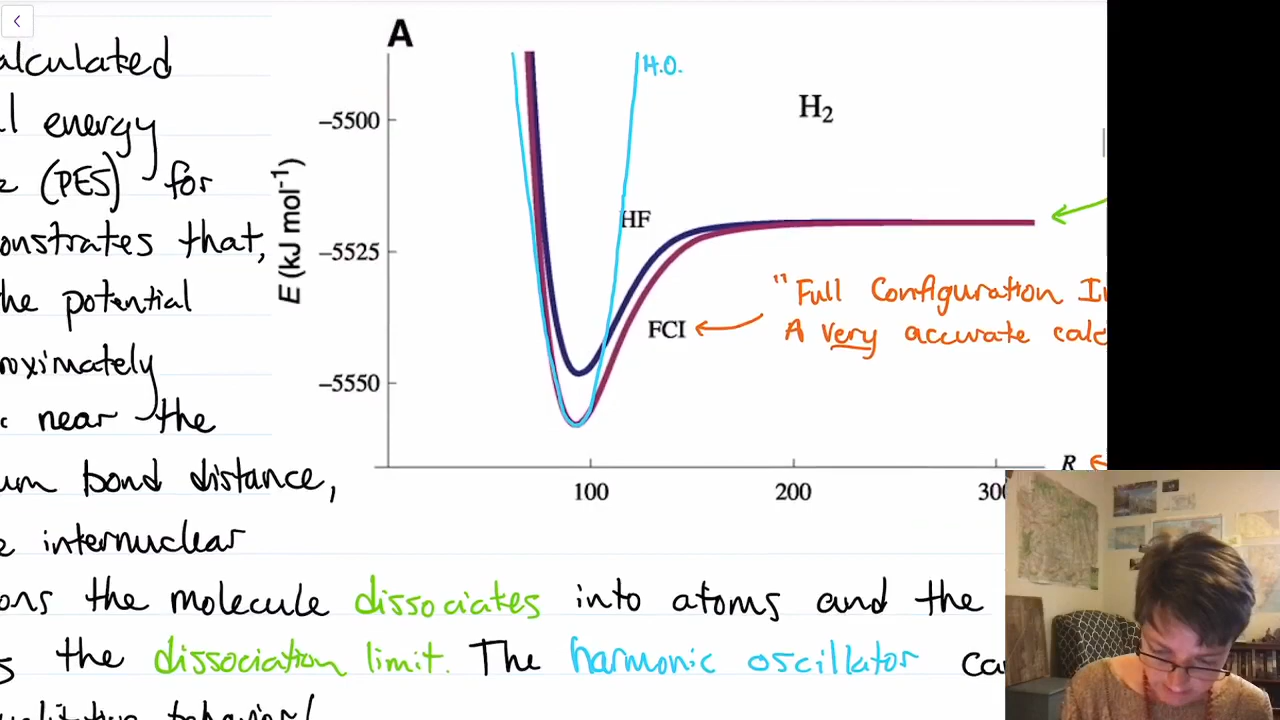 A
alculated
H.O.
H₂
l energy
-5500
(PES) for
E (kJ mol⁻¹)
HF
onstrates that,
-5525
he potential
"Full Configuration In
FCI
A very accurate calc
roximately
-5550
c near the
R
um bond distance,
100 200 300
e internuclear
ons the molecule dissociates into atoms and the
s the dissociation limit. The harmonic oscillator ca